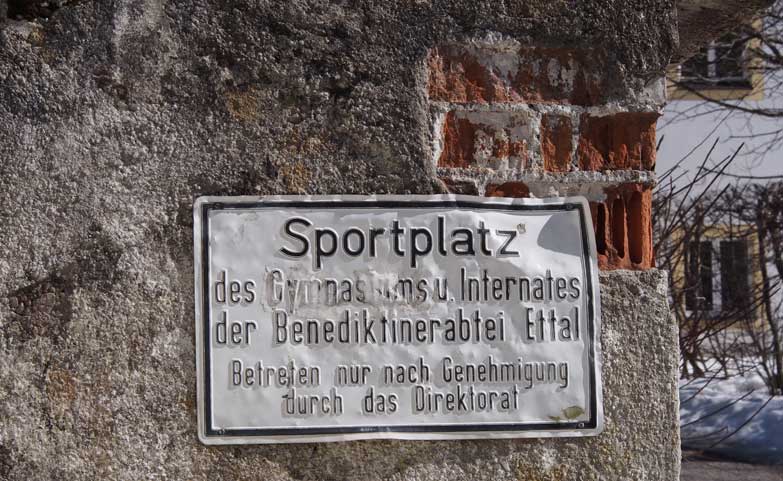 Sportplatz
des Gymnasiums u. Internates
der Benediktinerabtei Ettal
Betreten nur nach Genehmigung
durch das Direktorat